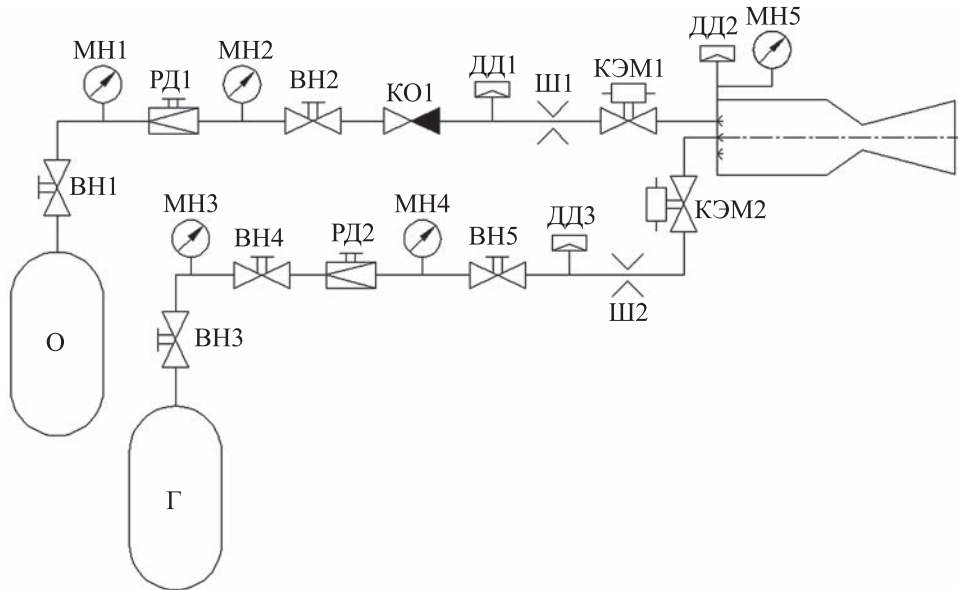 МН1
РД1
МН2
ВН2
КО1
ДД1
Ш1
КЭМ1
ДД2
МН5
ВН1
О
МН3
ВН4
РД2
МН4
ВН5
ДД3
Ш2
КЭМ2
ВН3
Г